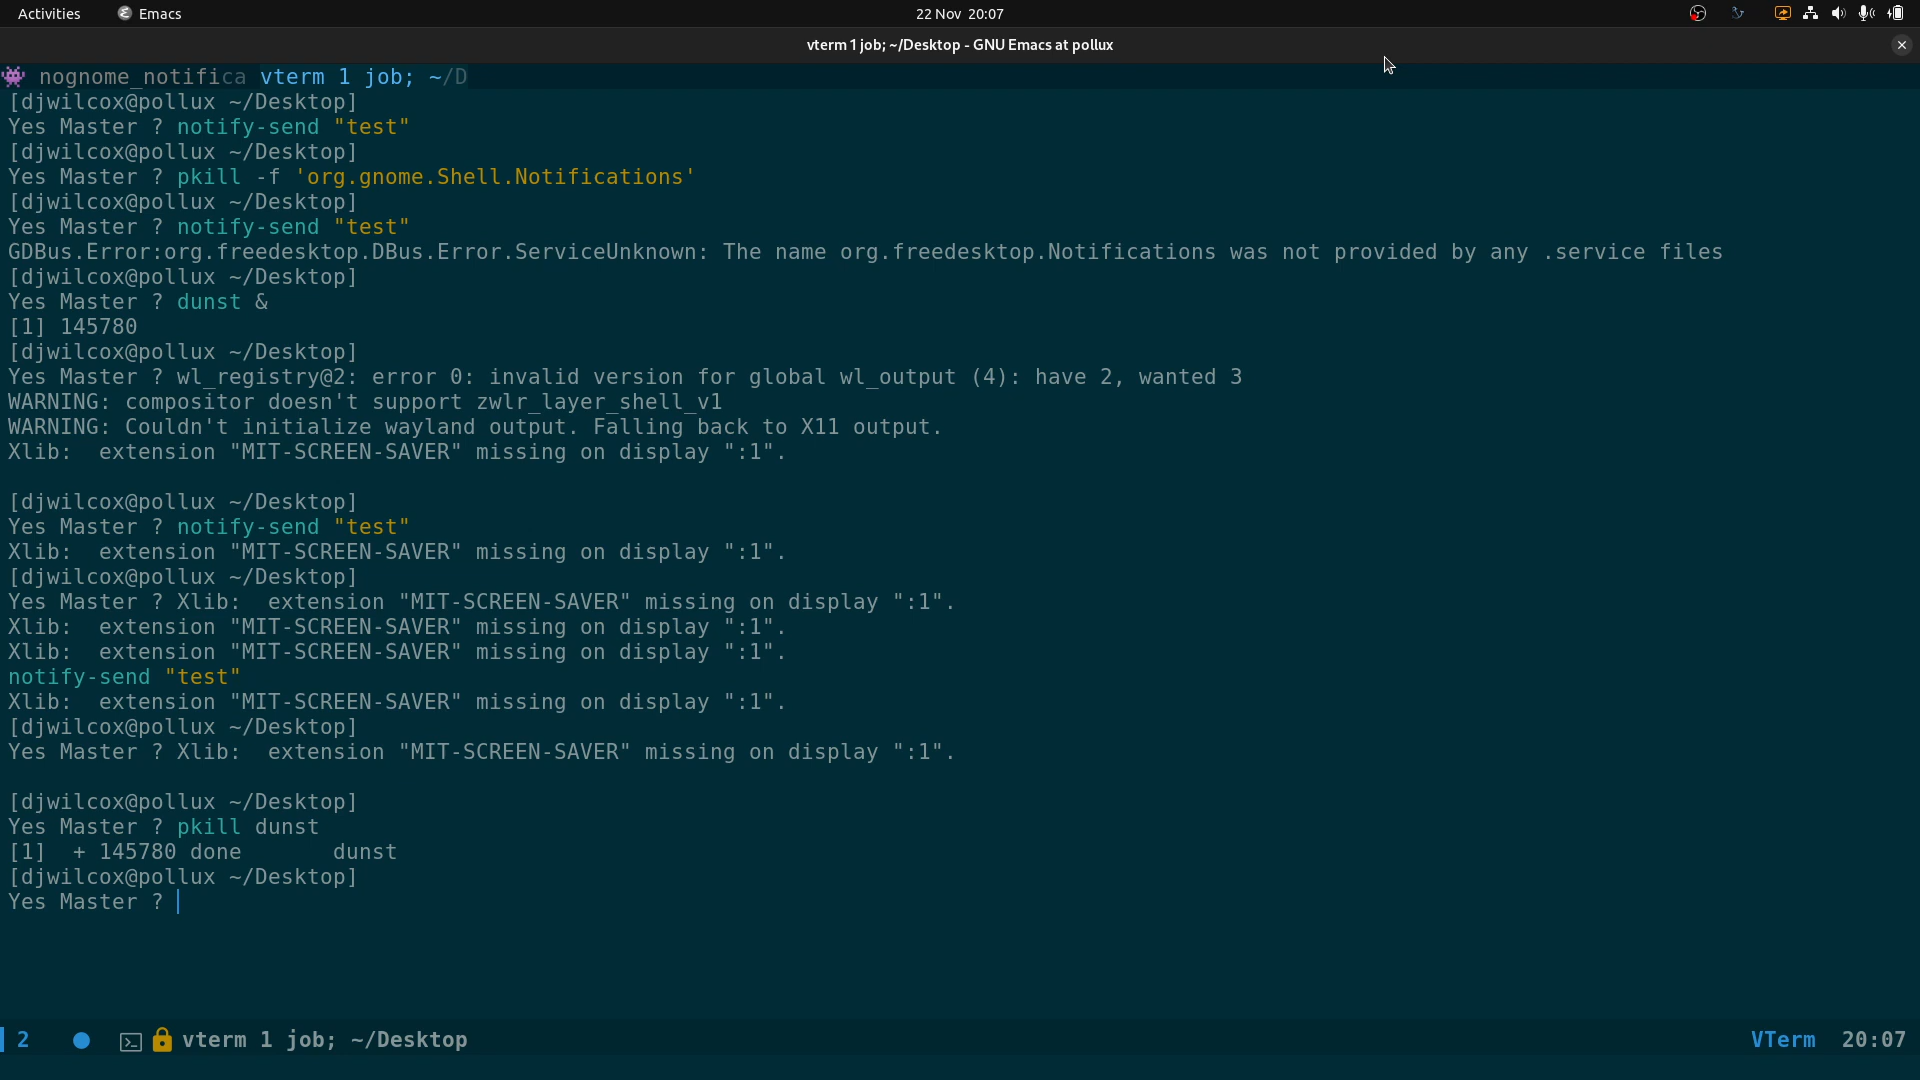 Activities Emacs 22 Nov 20:07
vterm 1 job; ~/Desktop - GNU Emacs at pollux
nognome_notifica vterm 1 job; ~/D
[djwilcox@pollux ~/Desktop]
Yes Master ? notify-send "test"
[djwilcox@pollux ~/Desktop]
Yes Master ? pkill -f 'org.gnome.Shell.Notifications'
[djwilcox@pollux ~/Desktop]
Yes Master ? notify-send "test"
GDBus.Error:org.freedesktop.DBus.Error.ServiceUnknown: The name org.freedesktop.Notifications was not provided by any .service files
[djwilcox@pollux ~/Desktop]
Yes Master ? dunst &
[1] 145780
[djwilcox@pollux ~/Desktop]
Yes Master ? wl_registry@2: error 0: invalid version for global wl_output (4): have 2, wanted 3
WARNING: compositor doesn't support zwlr_layer_shell_v1
WARNING: Couldn't initialize wayland output. Falling back to X11 output.
Xlib:  extension "MIT-SCREEN-SAVER" missing on display ":1".
[djwilcox@pollux ~/Desktop]
Yes Master ? notify-send "test"
Xlib:  extension "MIT-SCREEN-SAVER" missing on display ":1".
[djwilcox@pollux ~/Desktop]
Yes Master ? Xlib:  extension "MIT-SCREEN-SAVER" missing on display ":1".
Xlib:  extension "MIT-SCREEN-SAVER" missing on display ":1".
Xlib:  extension "MIT-SCREEN-SAVER" missing on display ":1".
notify-send "test"
Xlib:  extension "MIT-SCREEN-SAVER" missing on display ":1".
[djwilcox@pollux ~/Desktop]
Yes Master ? Xlib:  extension "MIT-SCREEN-SAVER" missing on display ":1".
[djwilcox@pollux ~/Desktop]
Yes Master ? pkill dunst
[1]  + 145780 done       dunst
[djwilcox@pollux ~/Desktop]
Yes Master ?
2 vterm 1 job; ~/Desktop VTerm 20:07